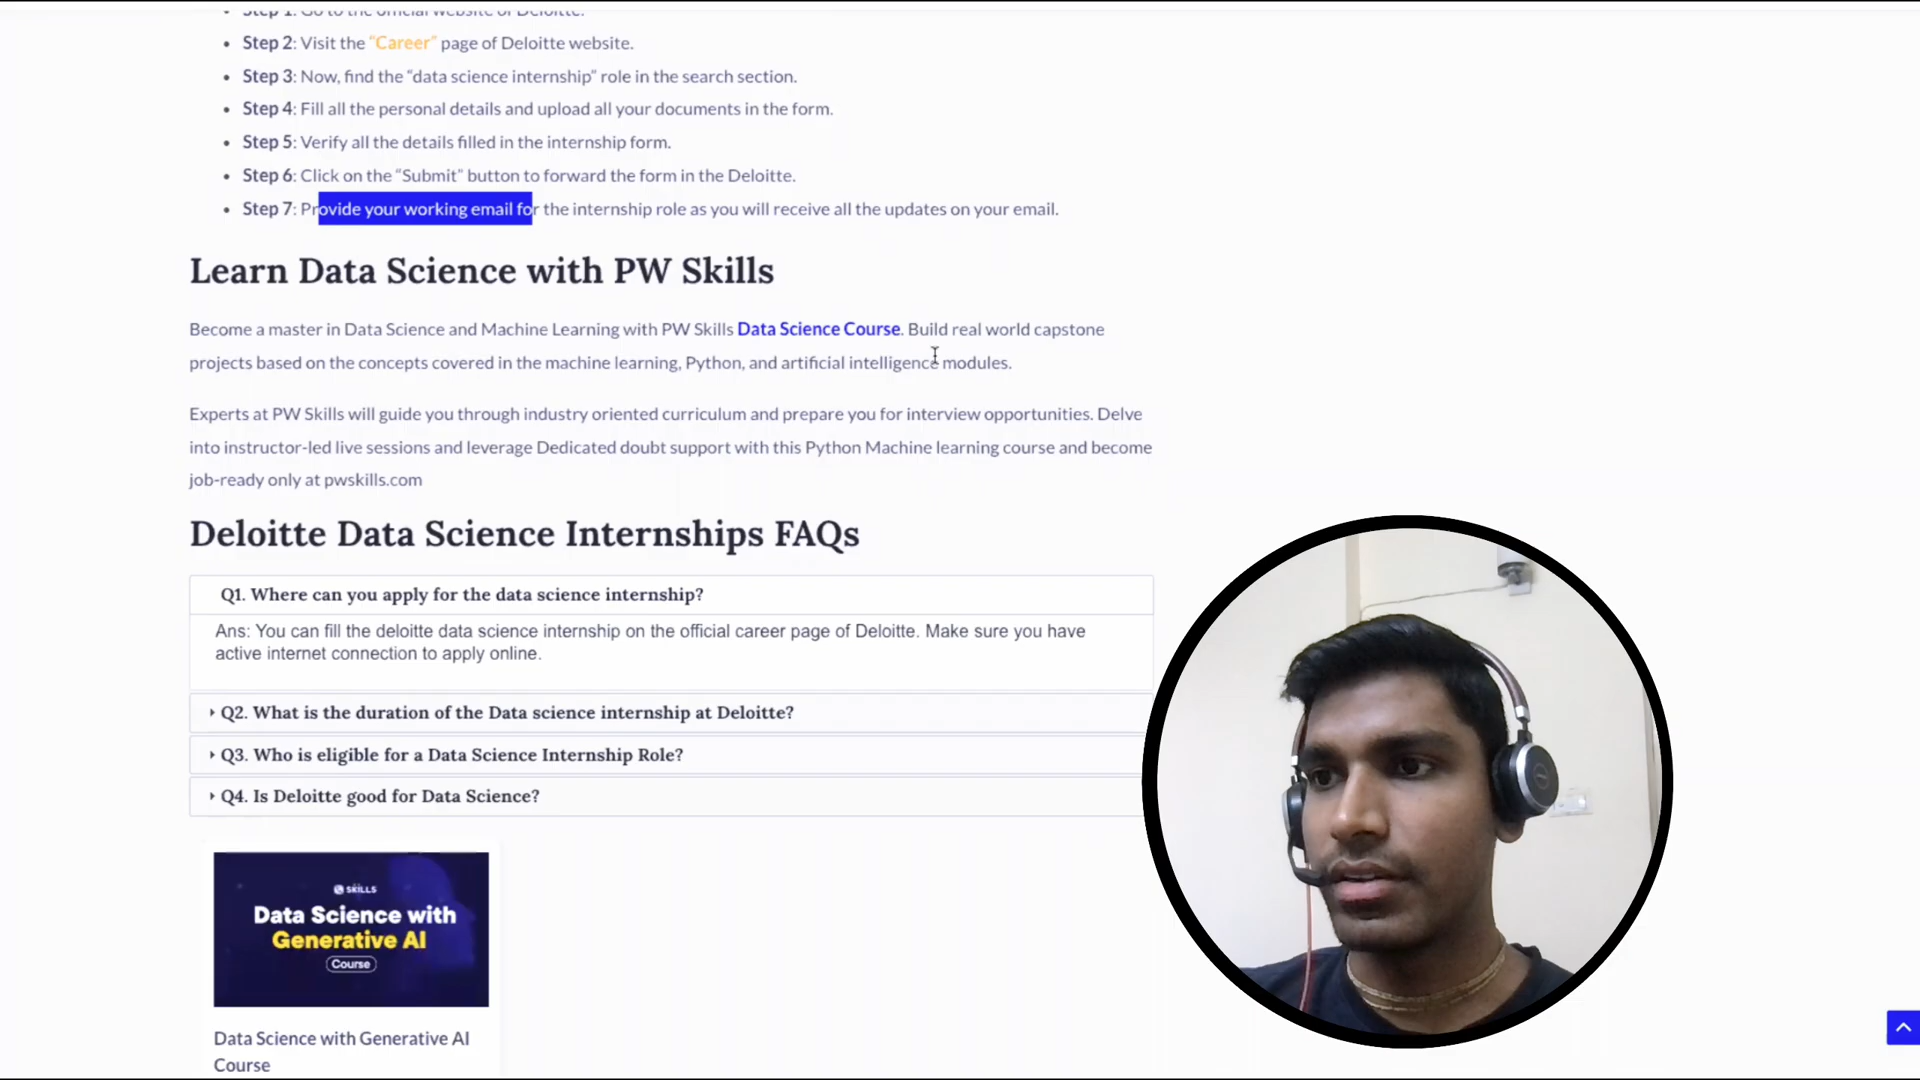 Step 1: Go to the official website of Deloitte.
Step 2: Visit the “Career” page of Deloitte website.
Step 3: Now, find the “data science internship” role in the search section.
Step 4: Fill all the personal details and upload all your documents in the form.
Step 5: Verify all the details filled in the internship form.
Step 6: Click on the “Submit” button to forward the form in the Deloitte.
Step 7: Provide your working email for the internship role as you will receive all the updates on your email.
Learn Data Science with PW Skills
Become a master in Data Science and Machine Learning with PW Skills Data Science Course. Build real world capstone
projects based on the concepts covered in the machine learning, Python, and artificial intelligence modules.
Experts at PW Skills will guide you through industry oriented curriculum and prepare you for interview opportunities. Delve
into instructor-led live sessions and leverage Dedicated doubt support with this Python Machine learning course and become
job-ready only at pwskills.com
Deloitte Data Science Internships FAQs
Q1. Where can you apply for the data science internship?
Ans: You can fill the deloitte data science internship on the official career page of Deloitte. Make sure you have
active internet connection to apply online.
Q2. What is the duration of the Data science internship at Deloitte?
Q3. Who is eligible for a Data Science Internship Role?
Q4. Is Deloitte good for Data Science?
SKILLS
Data Science with
Generative AI
Course
Data Science with Generative AI
Course